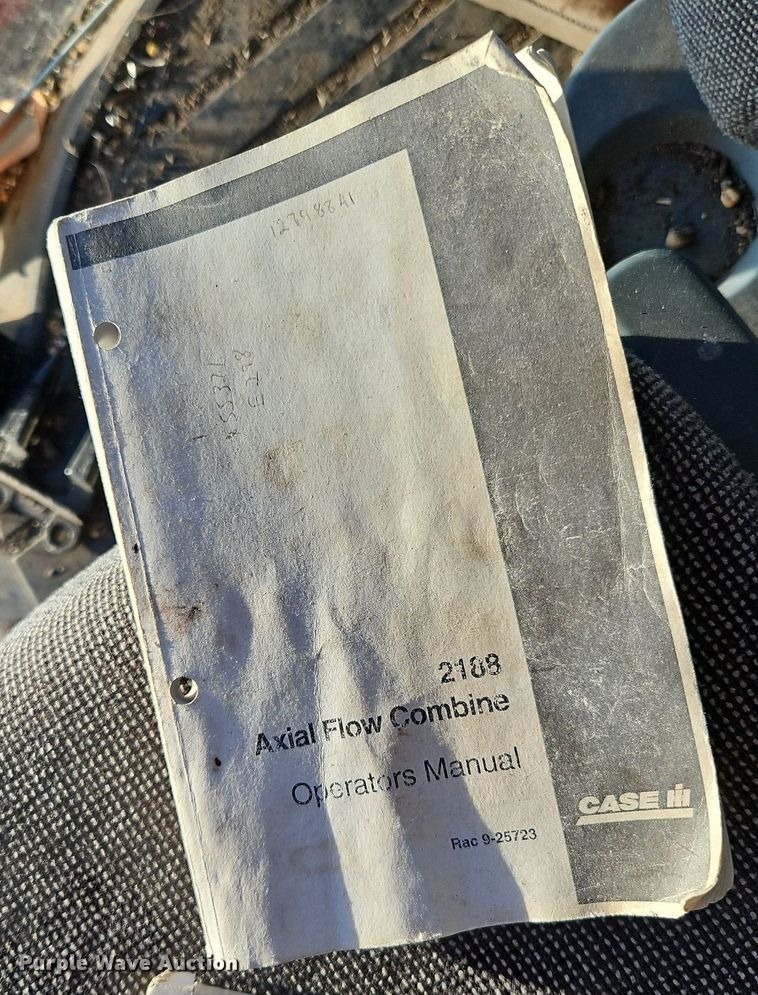 2188
Axial Flow Combine
Operators Manual
Rac 9-25723
CASE IH
Purple Wave Auction